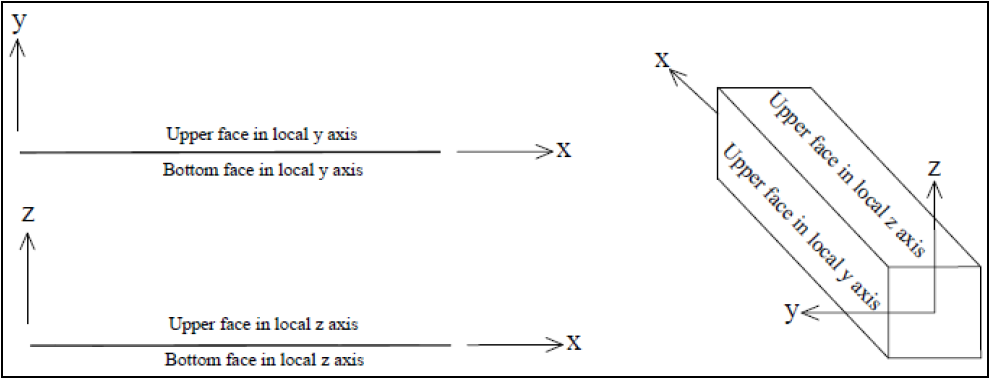 y
Upper face in local y axis
Bottom face in local y axis
x
z
Upper face in local z axis
Bottom face in local z axis
x
x
Upper face in local z axis
Upper face in local y axis
z
y